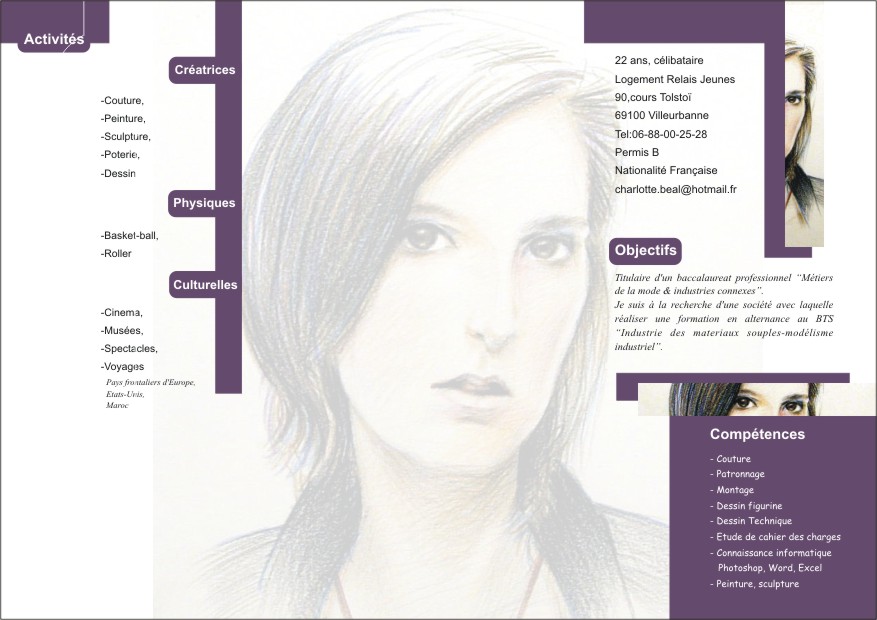 Activités
Créatrices
-Couture,
-Peinture,
-Sculpture,
-Poterie,
-Dessin
Physiques
-Basket-ball,
-Roller
Culturelles
-Cinema,
-Musées,
-Spectacles,
-Voyages
Pays frontaliers d'Europe,
Etats-Unis,
Maroc
22 ans, célibataire
Logement Relais Jeunes
90,cours Tolstoï
69100 Villeurbanne
Tel:06-88-00-25-28
Permis B
Nationalité Française
charlotte.beal@hotmail.fr
Objectifs
Titulaire d'un baccalaureat professionnel “Métiers
de la mode & industries connexes”.
Je suis à la recherche d'une société avec laquelle
réaliser une formation en alternance au BTS
“Industrie des materiaux souples-modélisme
industriel”.
Compétences
- Couture
- Patronnage
- Montage
- Dessin figurine
- Dessin Technique
- Etude de cahier des charges
- Connaissance informatique
Photoshop, Word, Excel
- Peinture, sculpture